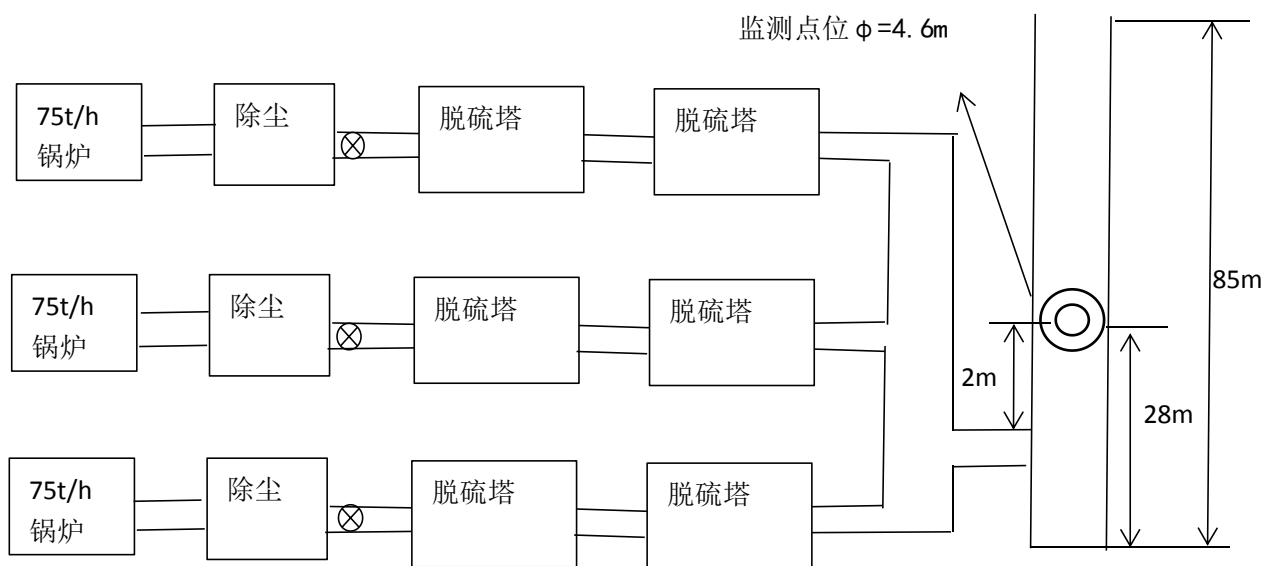 监测点位φ=4.6m
75t/h
锅炉
除尘
脱硫塔
脱硫塔
75t/h
锅炉
除尘
脱硫塔
脱硫塔
85m
2m
28m
75t/h
锅炉
除尘
脱硫塔
脱硫塔